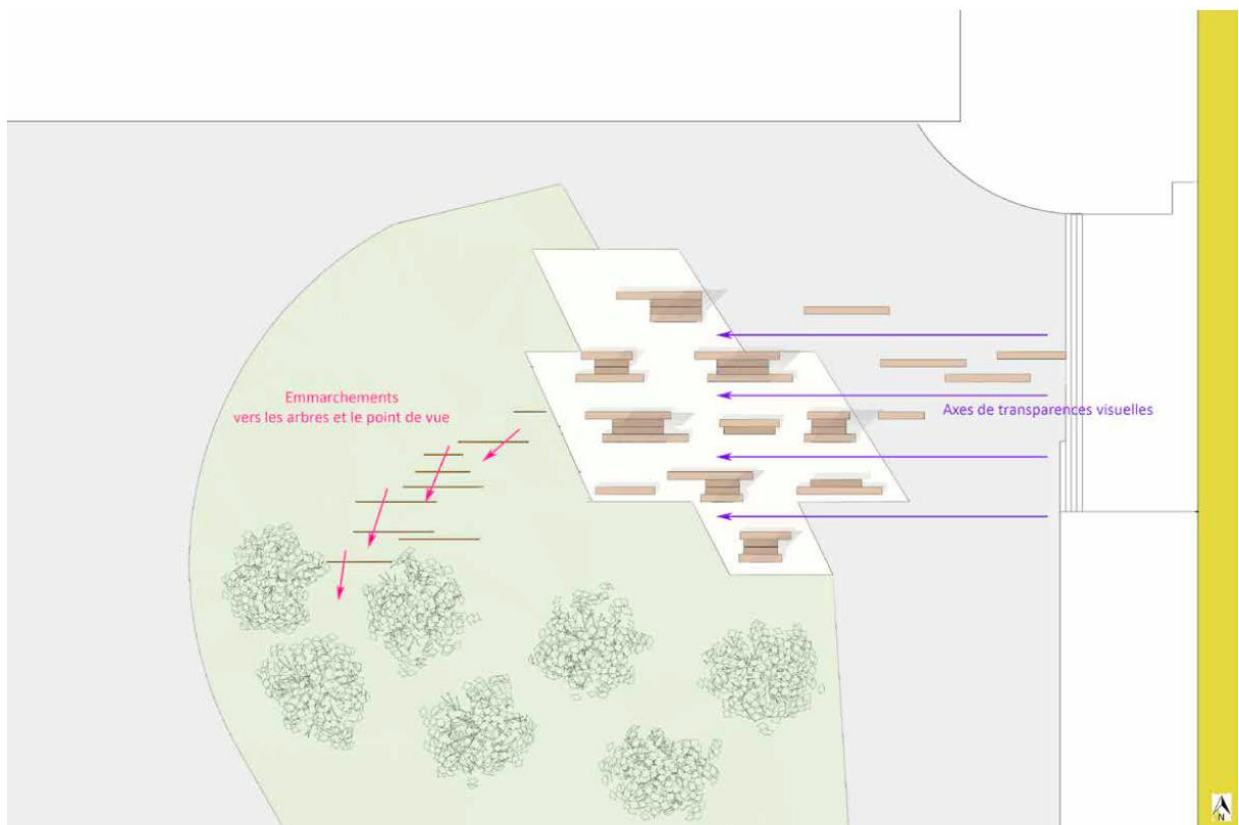 Emmarchements
vers les arbres et le point de vue
Axes de transparences visuelles
N